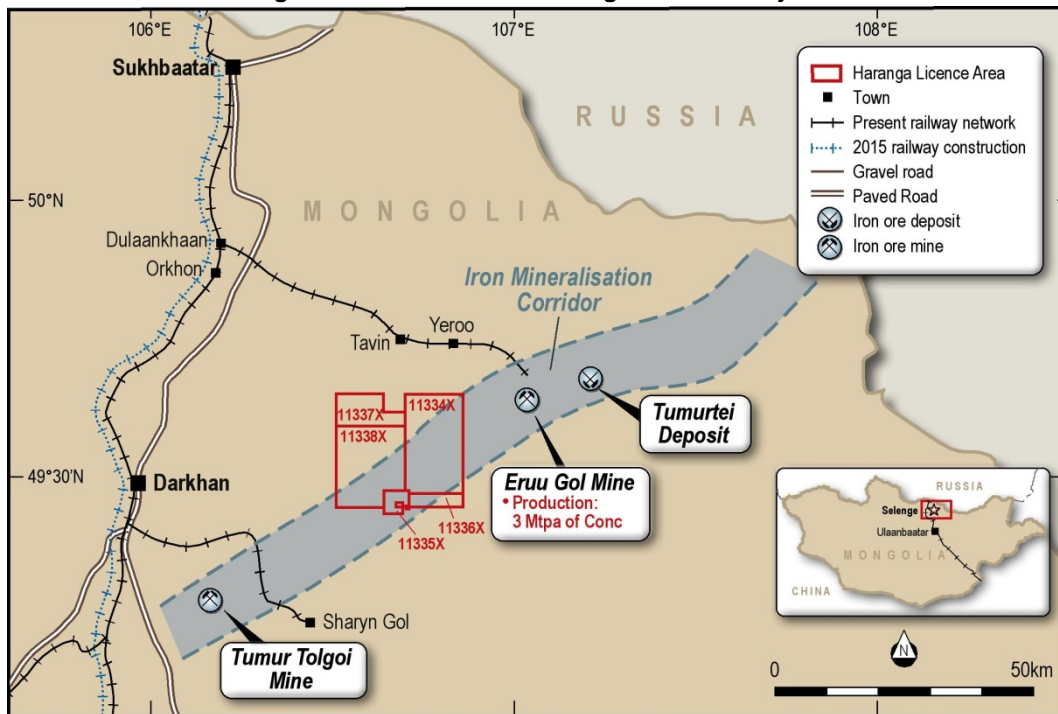 106°E
107°E
108°E
Sukhbaatar
RUSSIA
Haranga Licence Area
Town
Present railway network
2015 railway construction
Gravel road
Paved Road
Iron ore deposit
Iron ore mine
50°N
MONGOLIA
Dulaankhaan
Orkhon
Iron Mineralisation
Corridor
Tavin
Yeroo
11337X
11334X
11338X
Tumurtei
Deposit
49°30'N
Darkhan
Eruu Gol Mine
• Production:
3 Mtpa of Conc
11336X
11335X
RUSSIA
Selenge
Ulaanbaatar
MONGOLIA
CHINA
Sharyn Gol
Tumur Tolgoi
Mine
N
0
50km